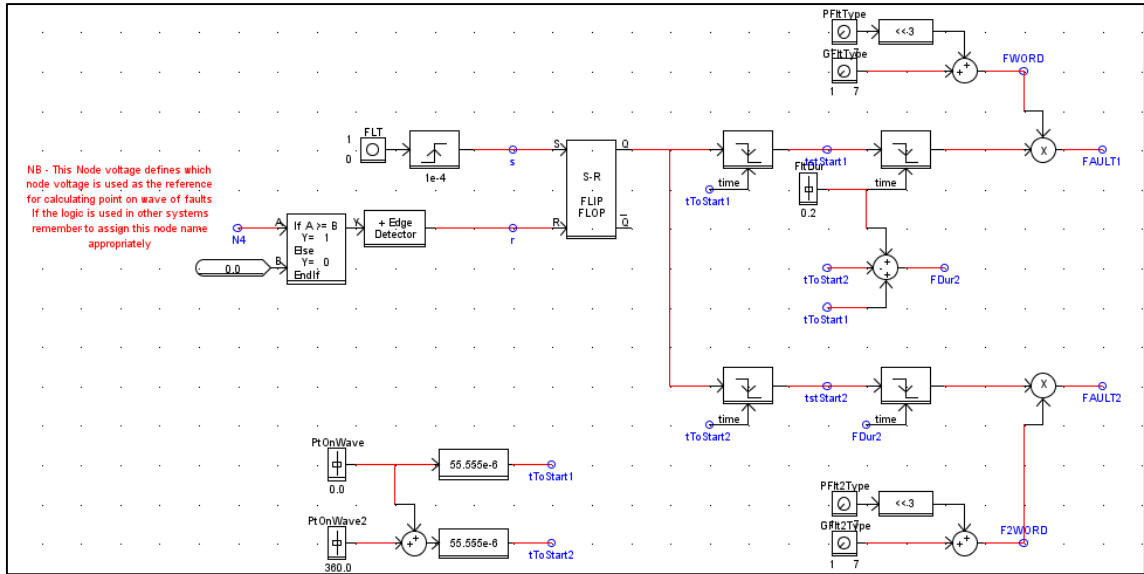 PFltType
<<3
GFltType
1 7
FWORD
FLT
1
0
1e-4
s
S
Q
S-R
FLIP
FLOP
R
Q
time
tToStart1
tstStart1
FltDur
0.2
time
X
FAULT1
NB - This Node voltage defines which
node voltage is used as the reference
for calculating point on wave of faults
If the logic is used in other systems
remember to assign this node name
appropriately
N4
A
B
0.0
If A >= B
Y= 1
Else
Y= 0
EndIf
Y
+ Edge
Detector
r
+
-
+
tToStart2
FDur2
tToStart1
time
tToStart2
tstStart2
time
FDur2
X
FAULT2
PtOnWave
0.0
55.555e-6
tToStart1
PtOnWave2
360.0
+
+
55.555e-6
tToStart2
PFlt2Type
<<3
GFlt2Type
1 7
+
+
F2WORD